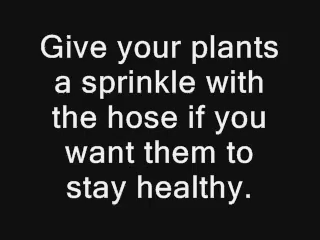 Give your plants
a sprinkle with
the hose if you
want them to
stay healthy.